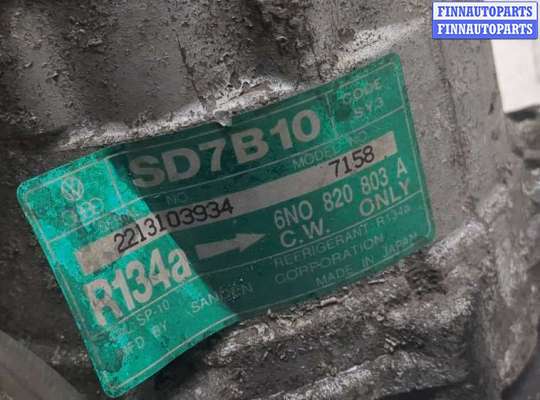 FINNAUTOPARTS
FINNAUTOPARTS
SD7B10
CODE
SY3
NO.
MODEL NO.
2213103934
7158
6N0 820 803 A
R134a
C.W. ONLY
REFRIGERANT R134a
SP-10
BY SANDEN CORPORATION
MADE IN JAPAN